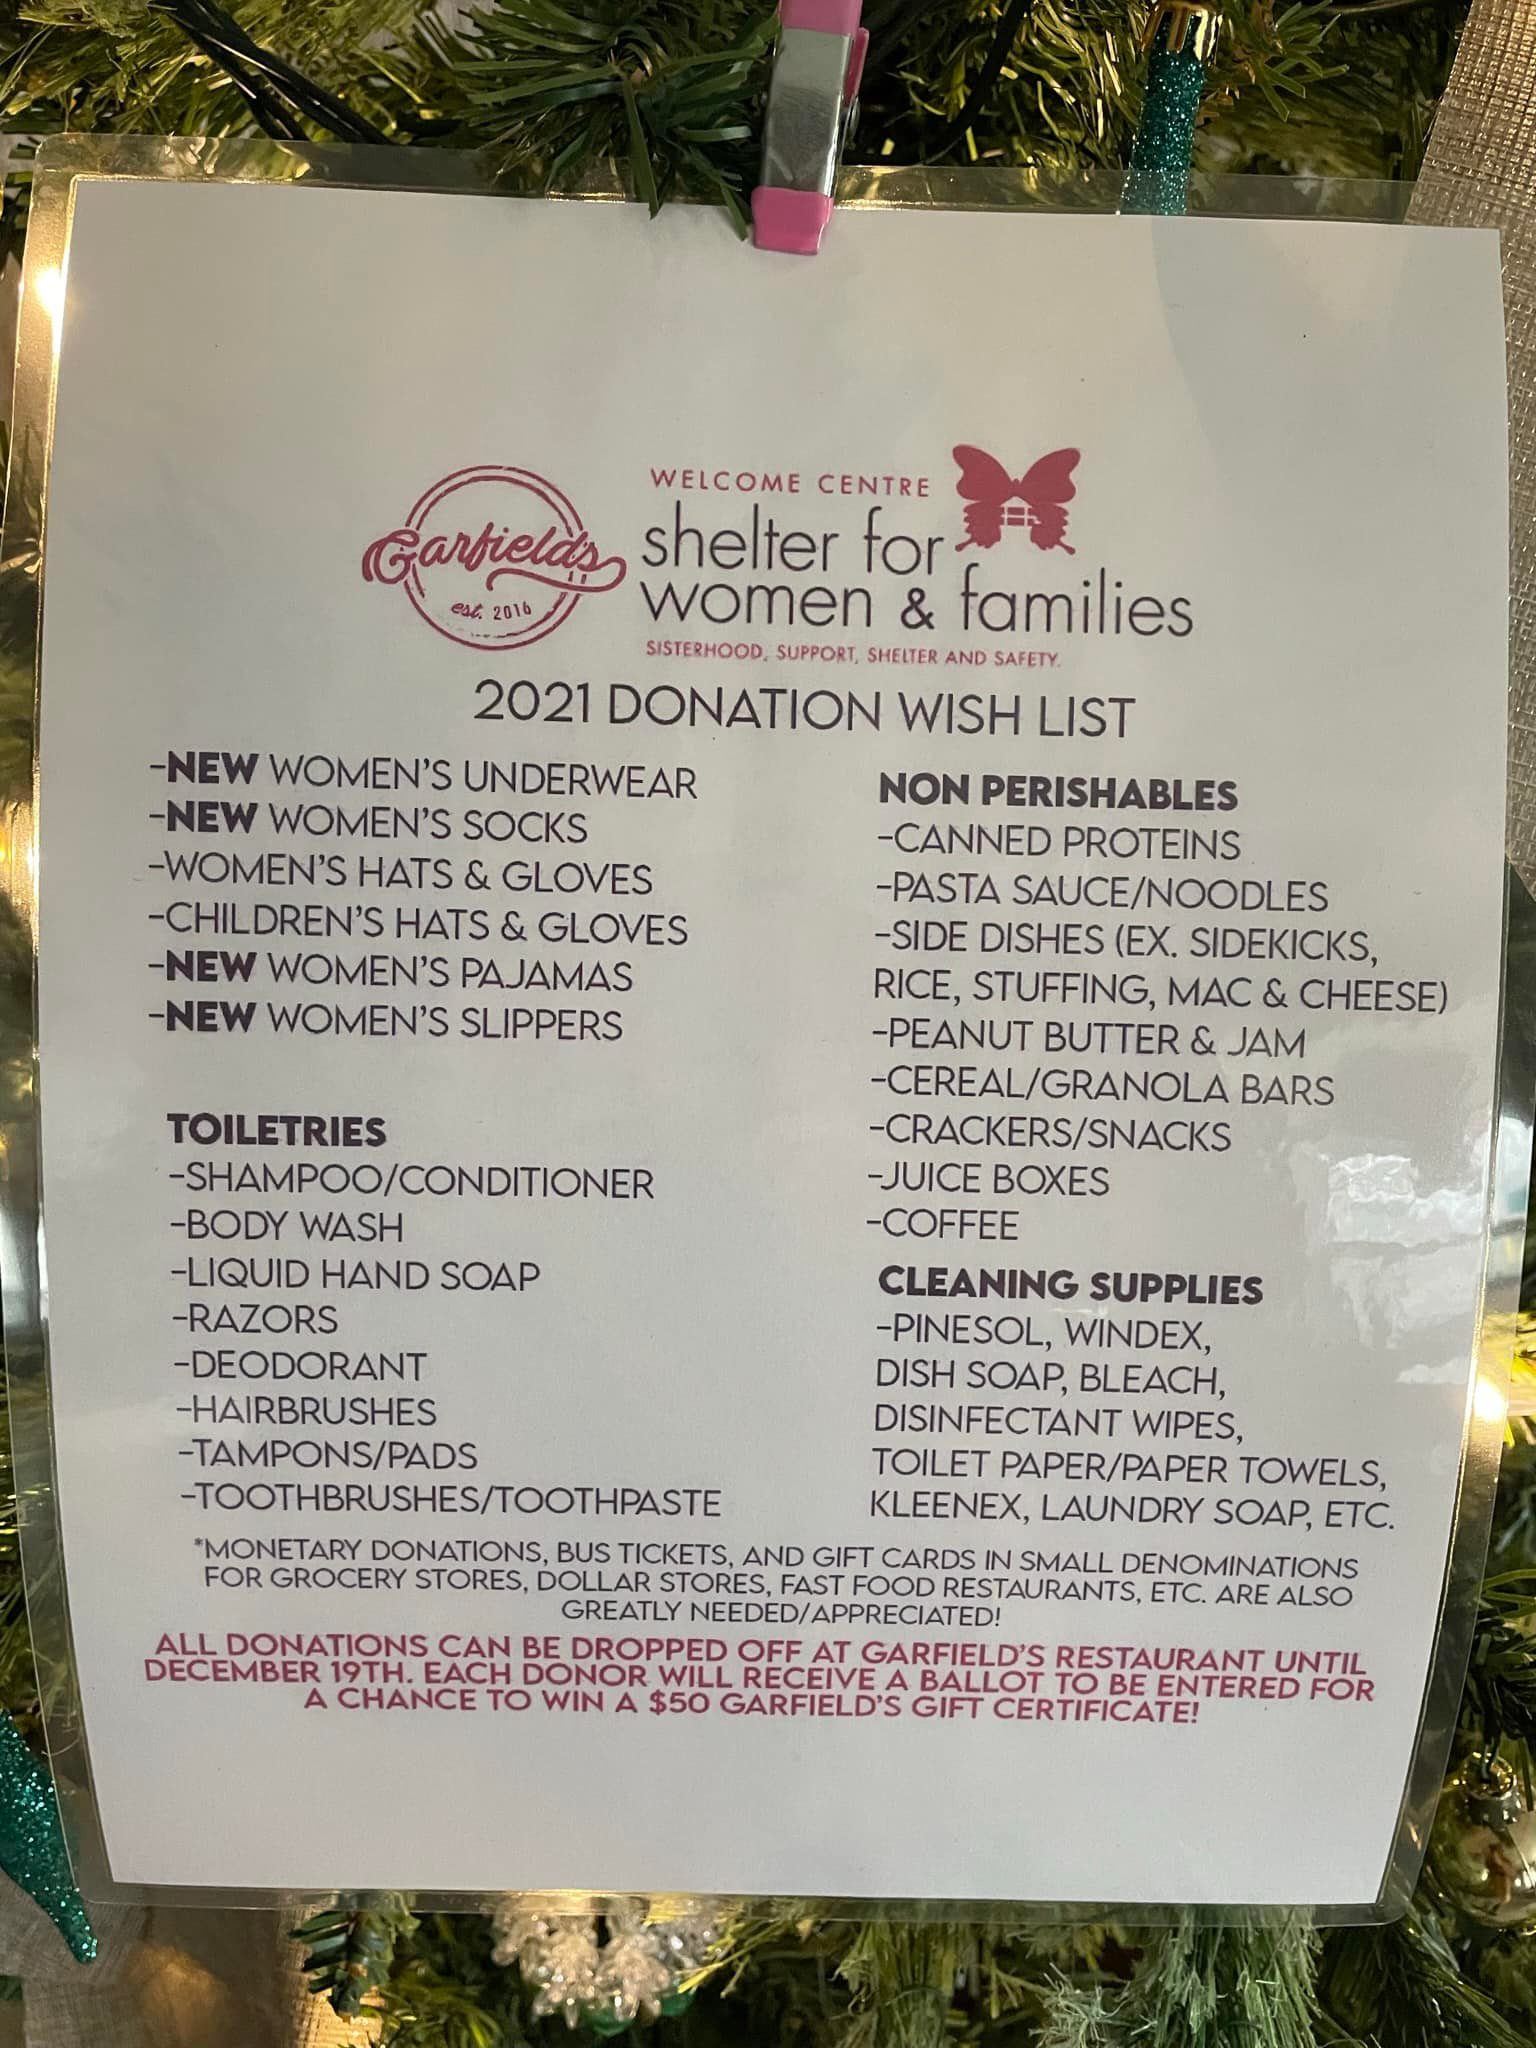 Garfield's
est. 2016
WELCOME CENTRE
shelter for
women & families
SISTERHOOD, SUPPORT, SHELTER AND SAFETY.
2021 DONATION WISH LIST
-NEW WOMEN'S UNDERWEAR
-NEW WOMEN'S SOCKS
-WOMEN'S HATS & GLOVES
-CHILDREN'S HATS & GLOVES
-NEW WOMEN'S PAJAMAS
-NEW WOMEN'S SLIPPERS
TOILETRIES
-SHAMPOO/CONDITIONER
-BODY WASH
-LIQUID HAND SOAP
-RAZORS
-DEODORANT
-HAIRBRUSHES
-TAMPONS/PADS
-TOOTHBRUSHES/TOOTHPASTE
NON PERISHABLES
-CANNED PROTEINS
-PASTA SAUCE/NOODLES
-SIDE DISHES (EX. SIDEKICKS,
RICE, STUFFING, MAC & CHEESE)
-PEANUT BUTTER & JAM
-CEREAL/GRANOLA BARS
-CRACKERS/SNACKS
-JUICE BOXES
-COFFEE
CLEANING SUPPLIES
-PINESOL, WINDEX,
DISH SOAP, BLEACH,
DISINFECTANT WIPES,
TOILET PAPER/PAPER TOWELS,
KLEENEX, LAUNDRY SOAP, ETC.
*MONETARY DONATIONS, BUS TICKETS, AND GIFT CARDS IN SMALL DENOMINATIONS
FOR GROCERY STORES, DOLLAR STORES, FAST FOOD RESTAURANTS, ETC. ARE ALSO
GREATLY NEEDED/APPRECIATED!
ALL DONATIONS CAN BE DROPPED OFF AT GARFIELD'S RESTAURANT UNTIL
DECEMBER 19TH. EACH DONOR WILL RECEIVE A BALLOT TO BE ENTERED FOR
A CHANCE TO WIN A $50 GARFIELD'S GIFT CERTIFICATE!